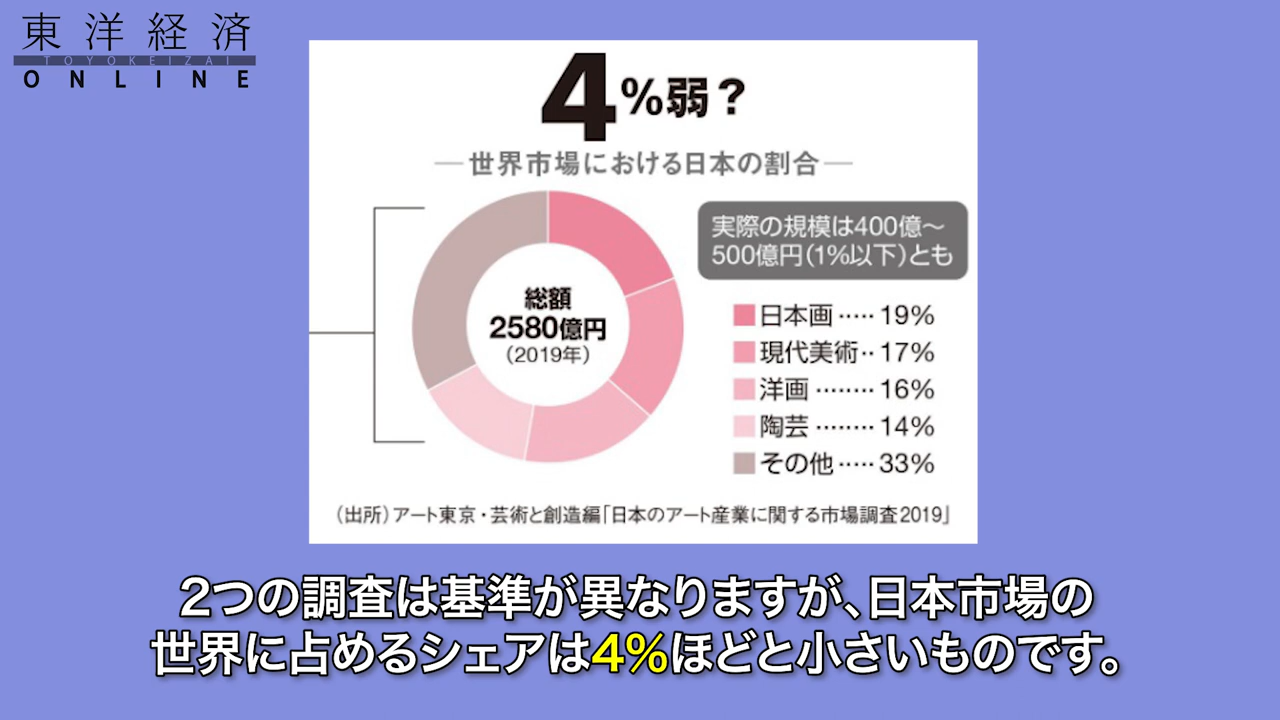 東洋経済
TOYOKEIZAI
ONLINE
4%弱?
世界市場における日本の割合
実際の規模は400億〜
500億円(1%以下)とも
総額
2580億円
(2019年)
日本画‥‥‥19%
現代美術‥17%
洋画‥‥‥‥16%
陶芸‥‥‥‥14%
その他‥‥‥33%
(出所)アート東京・芸術と創造編「日本のアート産業に関する市場調査2019」
2つの調査は基準が異なりますが、日本市場の
世界に占めるシェアは4%ほどと小さいものです。